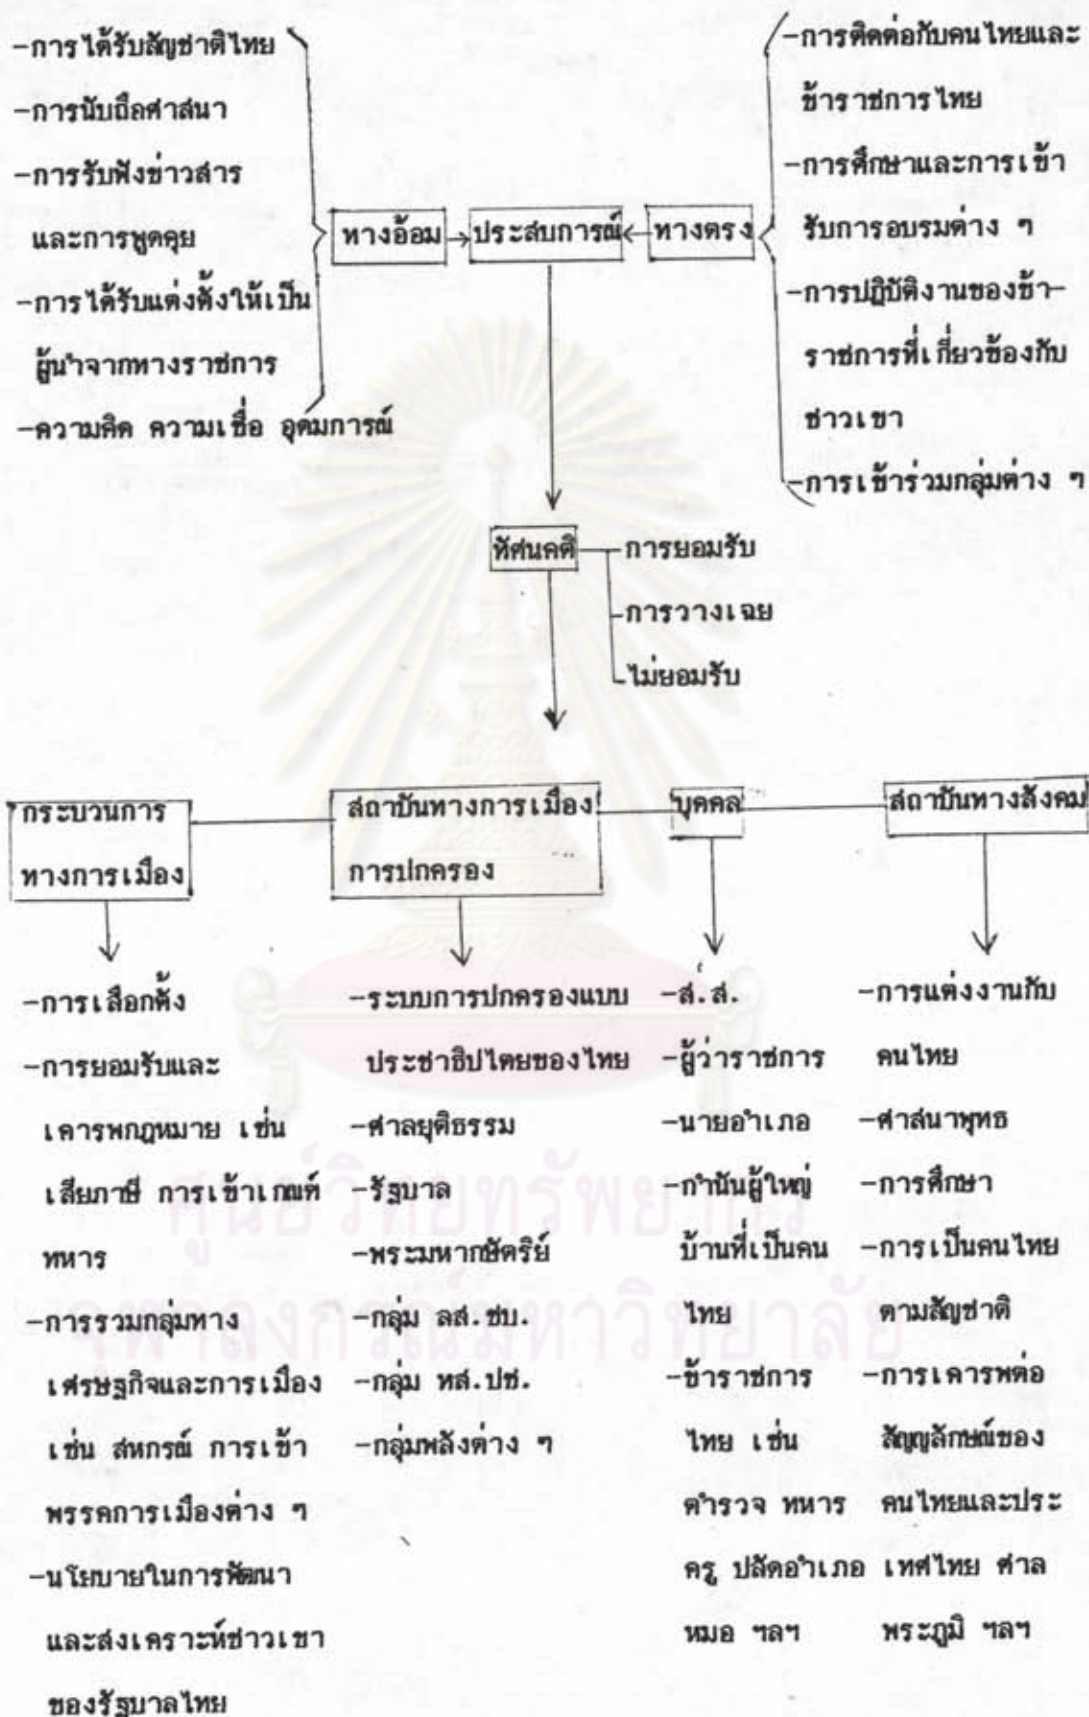 -การได้รับสัญชาติไทย
-การนับถือศาสนา
-การรับฟังข่าวสาร
และการพูดคุย
-การได้รับแต่งตั้งให้เป็น
ผู้นำจากทางราชการ
-ความคิด ความเชื่อ อุดมการณ์
ทางอ้อม
ประสบการณ์
ทางตรง
-การติดต่อกับคนไทยและ
ข้าราชการไทย
-การศึกษาและการเข้า
รับการอบรมต่าง ๆ
-การปฏิบัติงานของข้า-
ราชการที่เกี่ยวข้องกับ
ชาวเขา
-การเข้าร่วมกลุ่มต่าง ๆ
ทัศนคติ
การยอมรับ
การวางเฉย
ไม่ยอมรับ
กระบวนการ
ทางการเมือง
-การเลือกตั้ง
-การยอมรับและ
เคารพกฎหมาย เช่น
เสียภาษี การเข้าเกณฑ์
ทหาร
-การรวมกลุ่มทาง
เศรษฐกิจและการเมือง
เช่น สหกรณ์ การเข้า
พรรคการเมืองต่าง ๆ
-นโยบายในการพัฒนา
และสงเคราะห์ชาวเขา
ของรัฐบาลไทย
สถาบันทางการเมือง
การปกครอง
-ระบบการปกครองแบบ
ประชาธิปไตยของไทย
-ศาลยุติธรรม
-รัฐบาล
-พระมหากษัตริย์
-กลุ่ม ลส.ชบ.
-กลุ่ม ทส.ปช.
-กลุ่มพลังต่าง ๆ
บุคคล
-ส.ส.
-ผู้ว่าราชการ
-นายอำเภอ
-กำนันผู้ใหญ่
บ้านที่เป็นคน
ไทย
-ข้าราชการ
ไทย เช่น
ตำรวจ ทหาร
ครู ปลัดอำเภอ
หมอ ฯลฯ
สถาบันทางสังคม
-การแต่งงานกับ
คนไทย
-ศาสนาพุทธ
-การศึกษา
-การเป็นคนไทย
ตามสัญชาติ
-การเคารพต่อ
สัญญลักษณ์ของ
คนไทยและประ
เทศไทย ศาล
พระภูมิ ฯลฯ
ศูนย์วิทยทรัพยากร
จุฬาลงกรณ์มหาวิทยาลัย